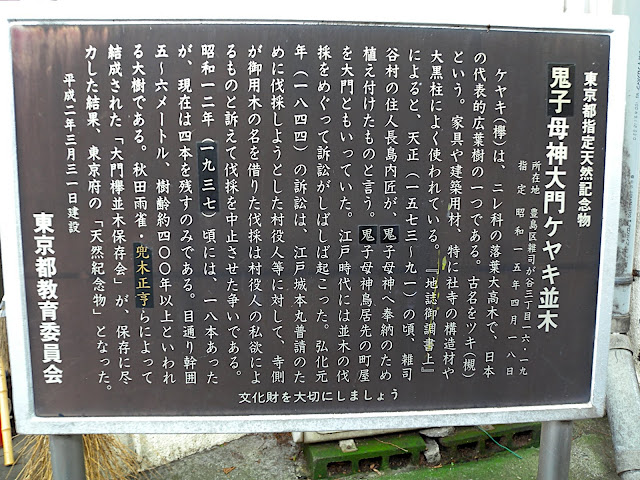 東京都指定天然記念物
鬼子母神大門ケヤキ並木
所在地 豊島区雑司が谷三丁目一六・一九
指定 昭和一五年四月一八日
ケヤキ(欅)は、ニレ科の落葉大高木で、日本
の代表的広葉樹の一つである。古名をツキ(槻)
という。家具や建築用材、特に社寺の構造材や
大黒柱によく使われている。『地誌御調書上』
によると、天正(一五七三〜九一)の頃、雑司
谷村の住人長島内匠が、鬼子母神へ奉納のため
植え付けたものと言う。鬼子母神鳥居先の町屋
を大門ともいっていた。江戸時代には並木の伐
採をめぐって訴訟がしばしば起こった。弘化元
年(一八四四)の訴訟は、江戸城本丸普請のた
めに伐採しようとした村役人等に対して、寺側
が御用木の名を借りた伐採は村役人の私欲によ
るものと訴えて伐採を中止させた争いである。
昭和一二年(一九三七)頃には、一八本あった
が、現在は四本を残すのみである。目通り幹囲
五〜六メートル、樹齢約四〇〇年以上といわれ
る大樹である。秋田雨雀・兜木正亨らによって
結成された「大門欅並木保存会」が、保存に尽
力した結果、東京府の「天然紀念物」となった。
平成二年三月三一日建設
東京都教育委員会
文化財を大切にしましょう